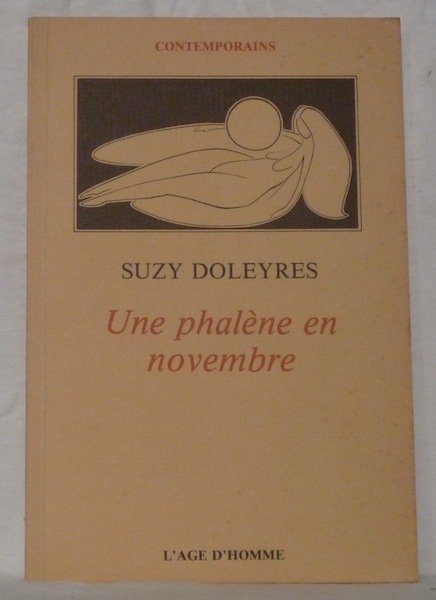 CONTEMPORAINS
SUZY DOLEYRES
Une phalène en
novembre
L'AGE D'HOMME